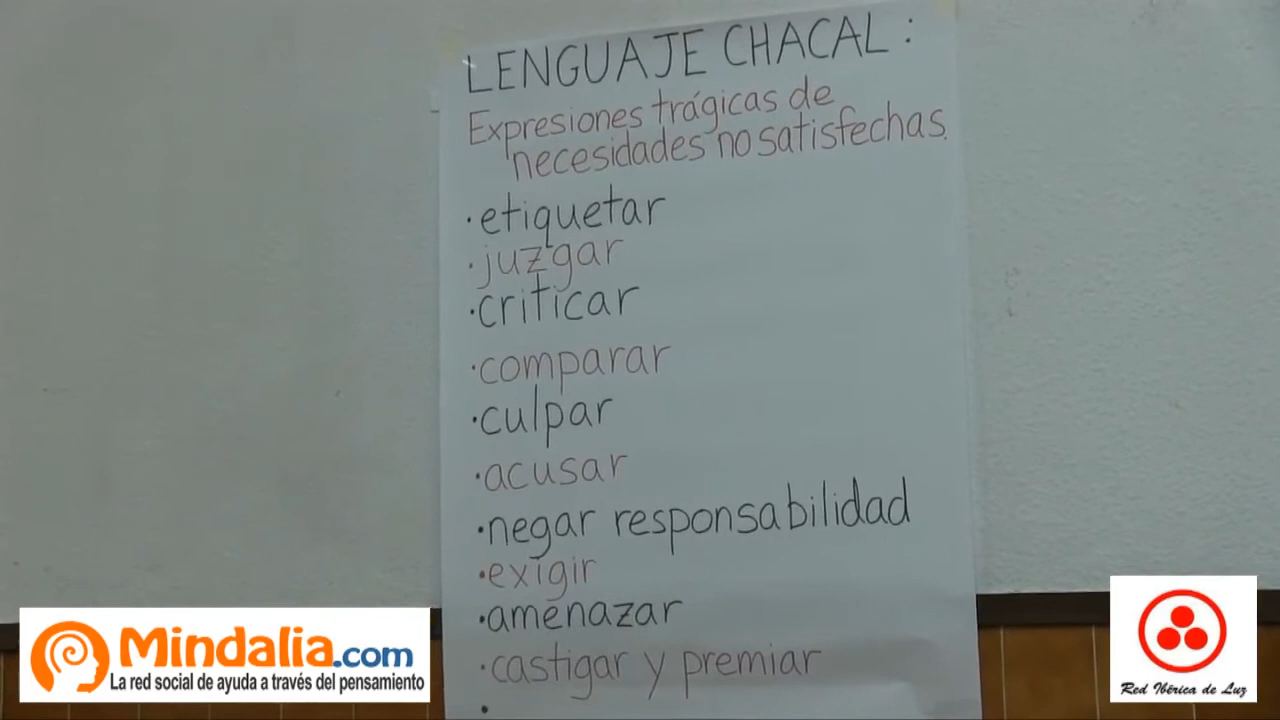 LENGUAJE CHACAL:
Expresiones trágicas de
necesidades no satisfechas.
·etiquetar
·juzgar
·criticar
·comparar
·culpar
·acusar
·negar responsabilidad
·exigir
·amenazar
·castigar y premiar
·
Mindalia.com
La red social de ayuda a través del pensamiento
Red Ibérica de Luz